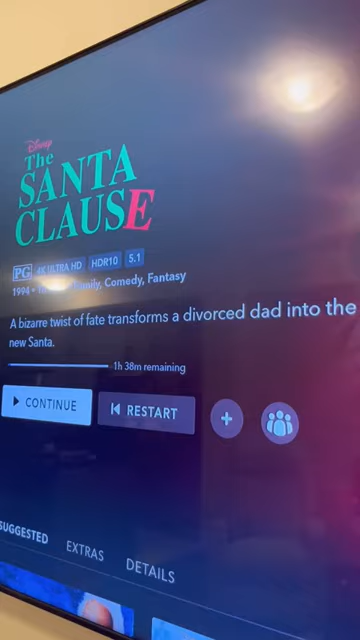 Disney
The
SANTA
CLAUSE
PG 4K ULTRA HD HDR10 5.1
1994 • Family, Comedy, Fantasy
A bizarre twist of fate transforms a divorced dad into the
new Santa.
1h 38m remaining
CONTINUE RESTART
SUGGESTED EXTRAS DETAILS